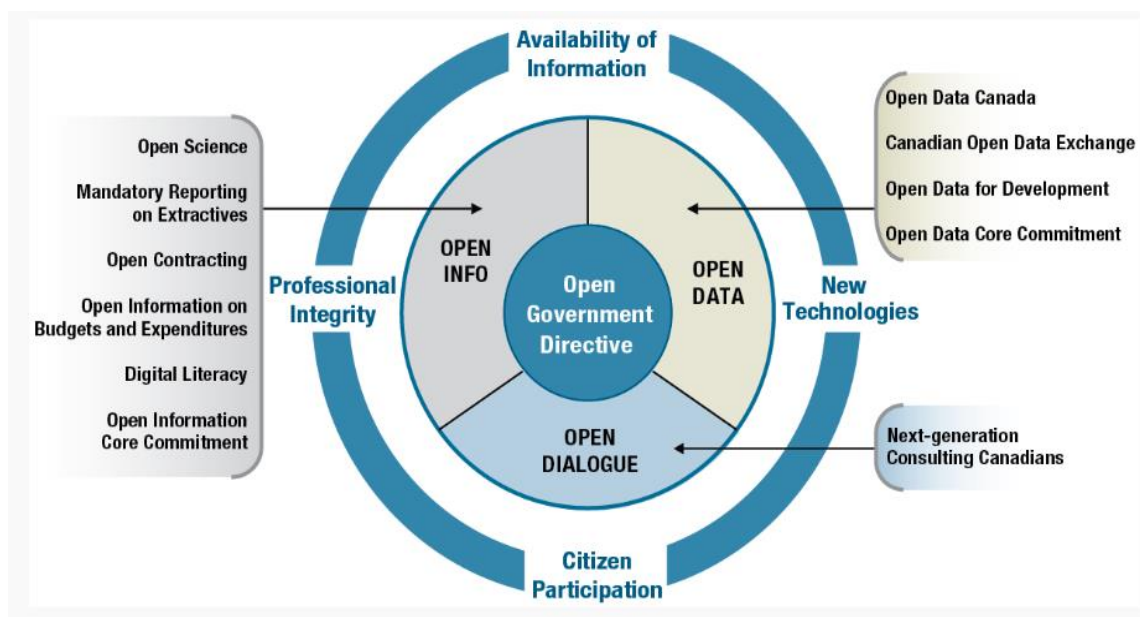 Availability of
Information
Open Science
Mandatory Reporting
on Extractives
Open Contracting
Open Information on
Budgets and Expenditures
Digital Literacy
Open Information
Core Commitment
Professional
Integrity
OPEN
INFO
Open
Government
Directive
OPEN
DATA
OPEN
DIALOGUE
New
Technologies
Open Data Canada
Canadian Open Data Exchange
Open Data for Development
Open Data Core Commitment
Next-generation
Consulting Canadians
Citizen
Participation